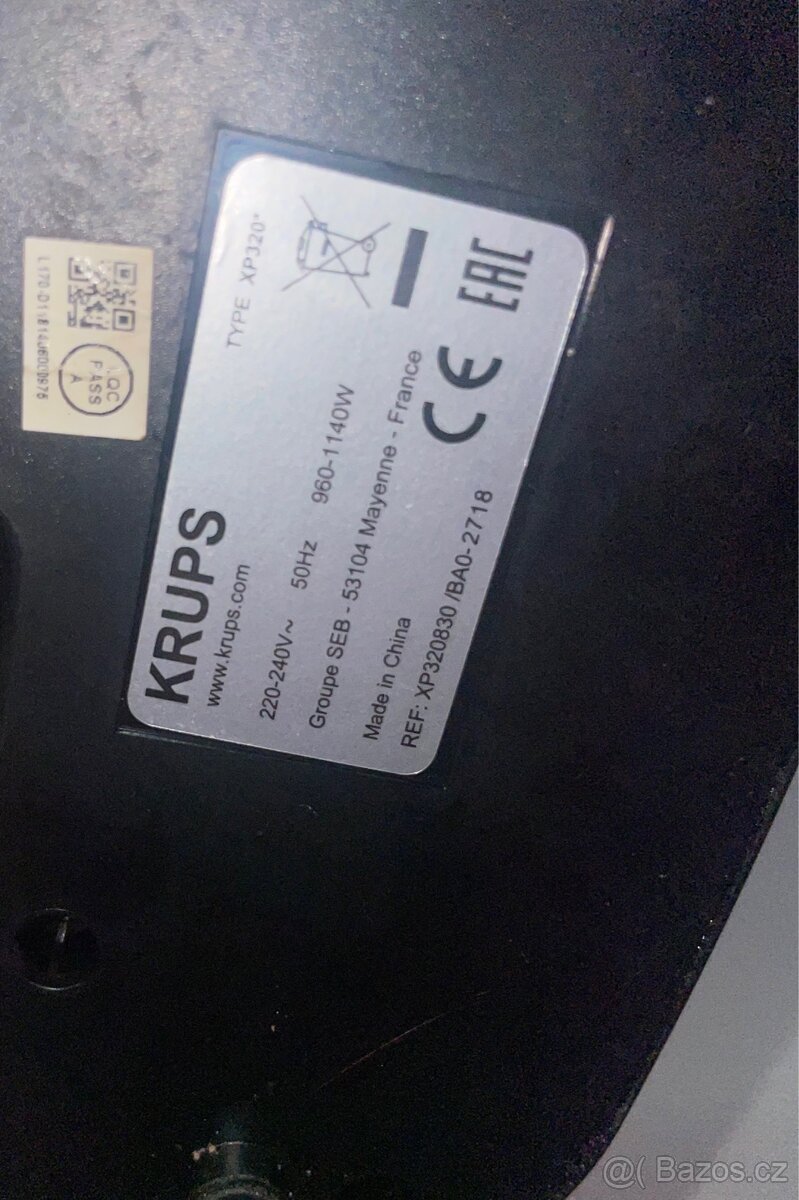 KRUPS
TYPE XP320*
www.krups.com
220-240V~ 50Hz 960-1140W
Groupe SEB - 53104 Mayenne - France
Made in China
REF: XP320830 /BA0-2718
EAC
CE
PASS
A
@( Bazos.cz